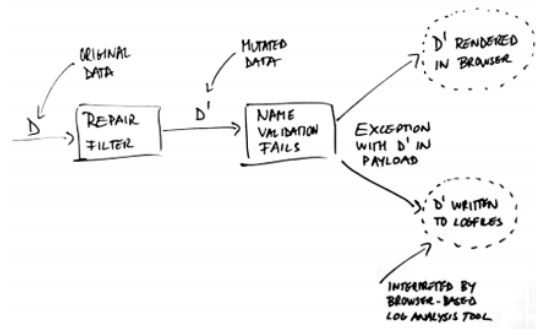 ORIGINAL
DATA
D
REPAIR
FILTER
MUTATED
DATA
D'
NAME
VALIDATION
FAILS
EXCEPTION
WITH D' IN
PAYLOAD
D' RENDERED
IN BROWSER
D' WRITTEN
TO LOGFILES
INTERPRETED BY
BROWSER-BASED
LOG ANALYSIS TOOL